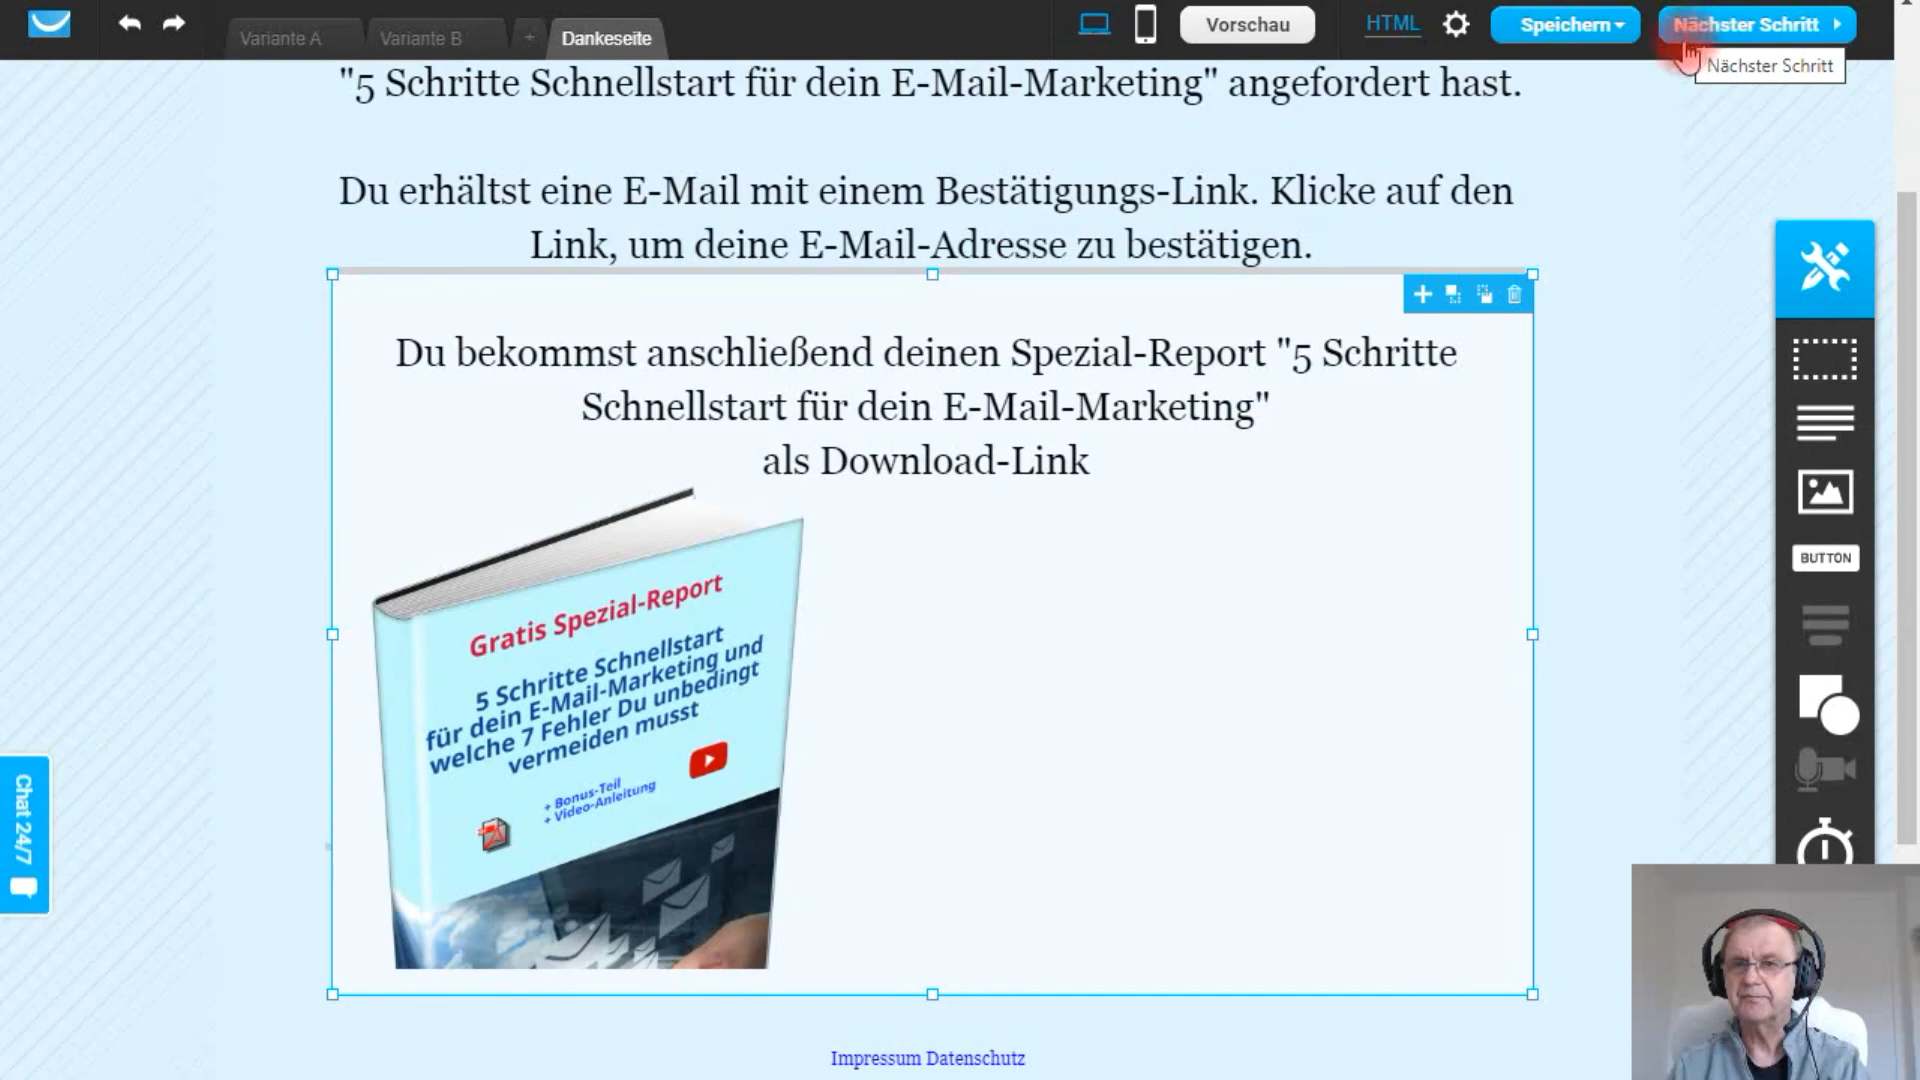 Variante A
Variante B
+
Dankeseite
Vorschau
HTML
Speichern
Nächster Schritt
Nächster Schritt
"5 Schritte Schnellstart für dein E-Mail-Marketing" angefordert hast.
Du erhältst eine E-Mail mit einem Bestätigungs-Link. Klicke auf den
Link, um deine E-Mail-Adresse zu bestätigen.
Du bekommst anschließend deinen Spezial-Report "5 Schritte
Schnellstart für dein E-Mail-Marketing"
als Download-Link
Gratis Spezial-Report
5 Schritte Schnellstart
für dein E-Mail-Marketing und
welche 7 Fehler Du unbedingt
vermeiden musst
+ Bonus-Teil
+ Video-Anleitung
BUTTON
Chat 24/7
Impressum Datenschutz